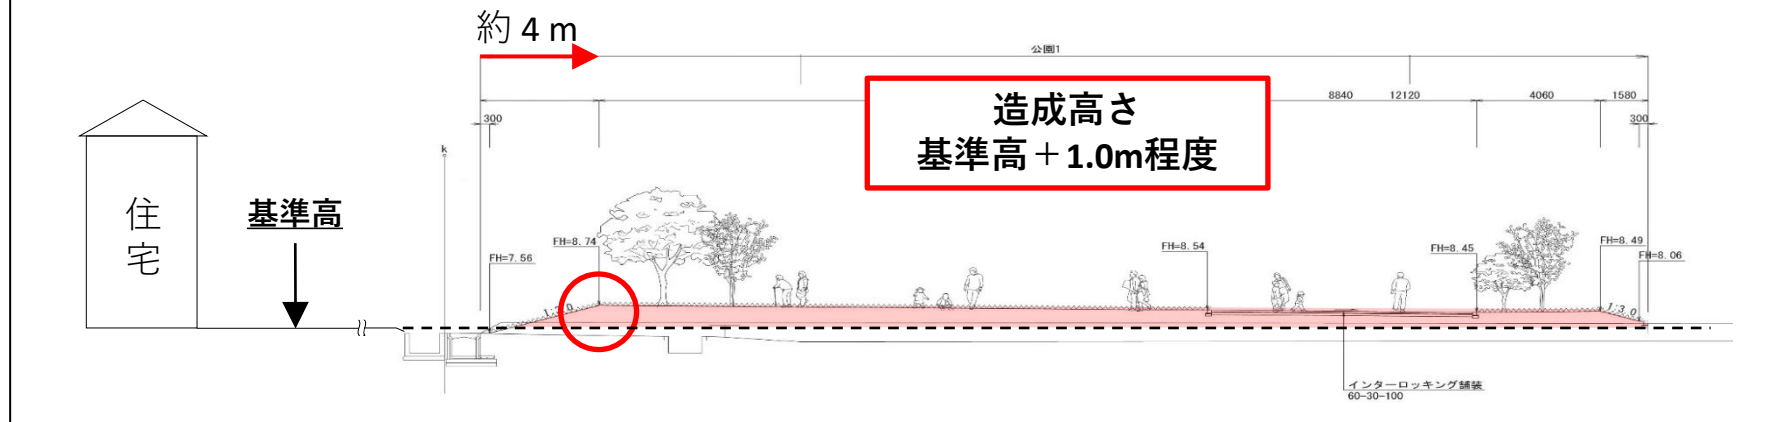 約 4 m
公園1
造成高さ
基準高＋1.0m程度
8840
12120
4060
1580
300
300
k
住宅
基準高
FH=8.74
FH=7.56
FH=8.54
FH=8.45
FH=8.49
FH=8.06
1:3.0
1:3.0
インターロッキング舗装
60-30-100